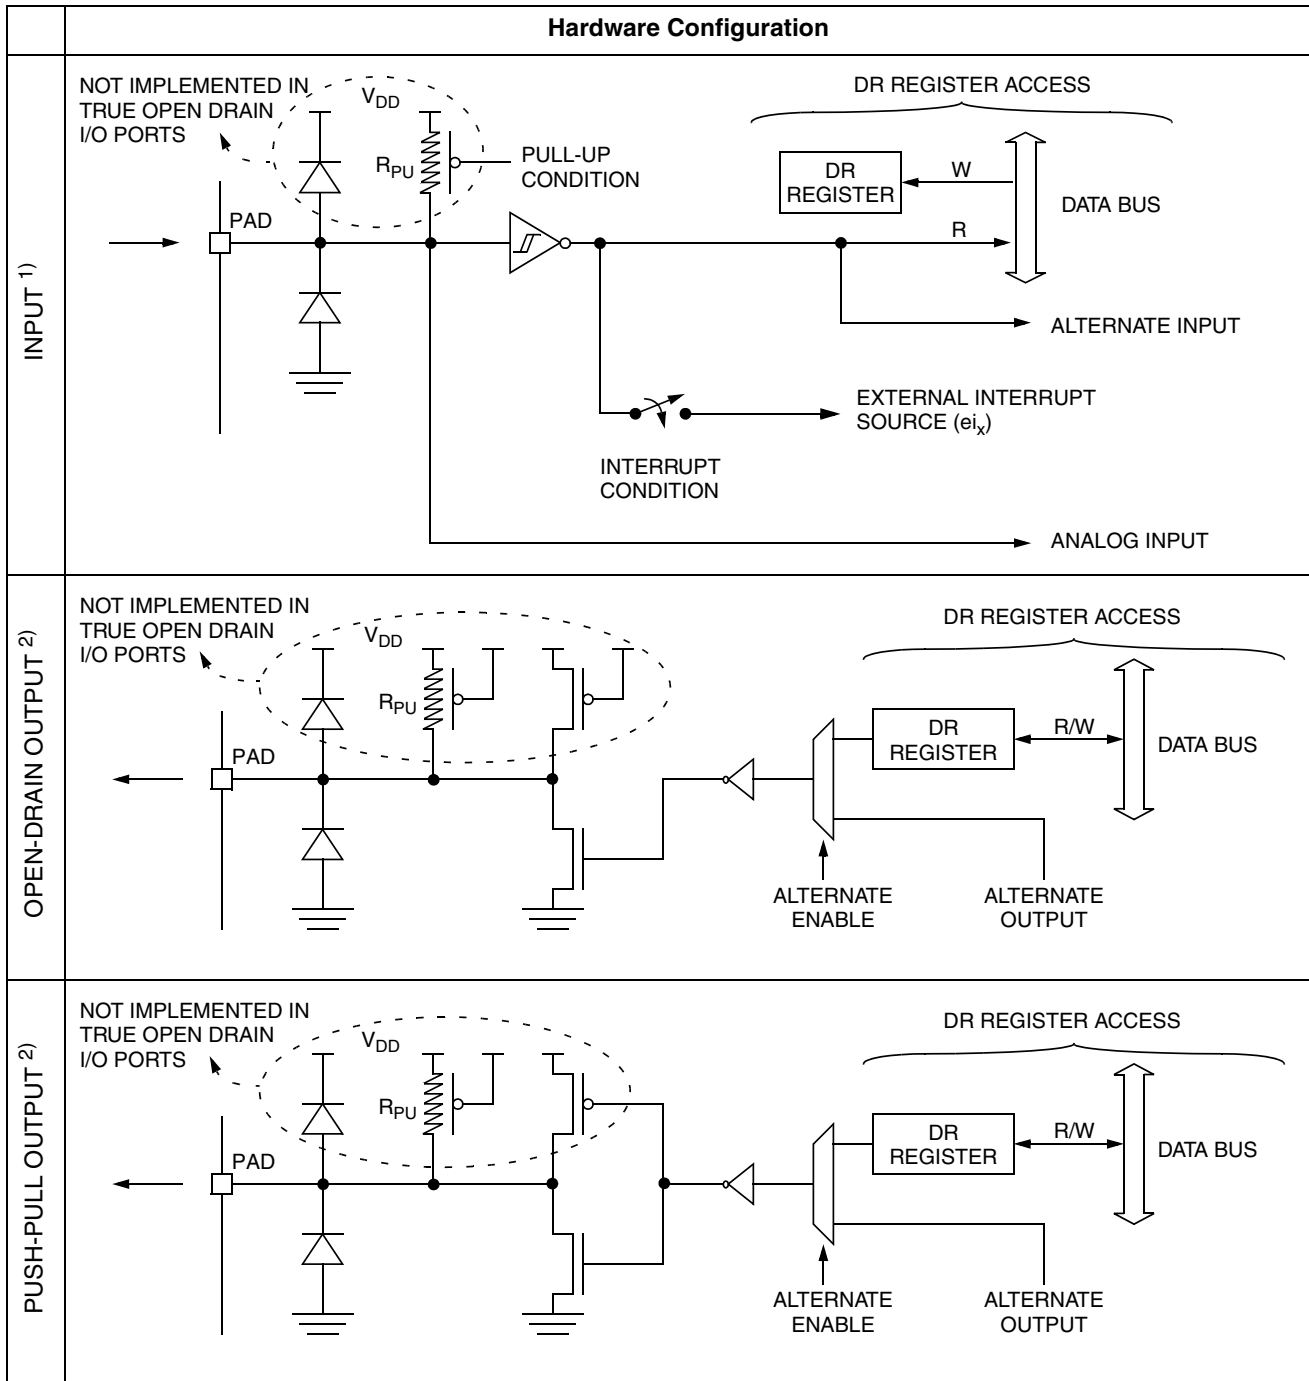 Hardware Configuration
INPUT 1)
NOT IMPLEMENTED IN
TRUE OPEN DRAIN
I/O PORTS
VDD
RPU
PULL-UP
CONDITION
PAD
DR REGISTER ACCESS
DR
REGISTER
W
R
DATA BUS
ALTERNATE INPUT
EXTERNAL INTERRUPT
SOURCE (eix)
INTERRUPT
CONDITION
ANALOG INPUT
OPEN-DRAIN OUTPUT 2)
NOT IMPLEMENTED IN
TRUE OPEN DRAIN
I/O PORTS
VDD
RPU
PAD
DR REGISTER ACCESS
DR
REGISTER
R/W
DATA BUS
ALTERNATE
ENABLE
ALTERNATE
OUTPUT
PUSH-PULL OUTPUT 2)
NOT IMPLEMENTED IN
TRUE OPEN DRAIN
I/O PORTS
VDD
RPU
PAD
DR REGISTER ACCESS
DR
REGISTER
R/W
DATA BUS
ALTERNATE
ENABLE
ALTERNATE
OUTPUT